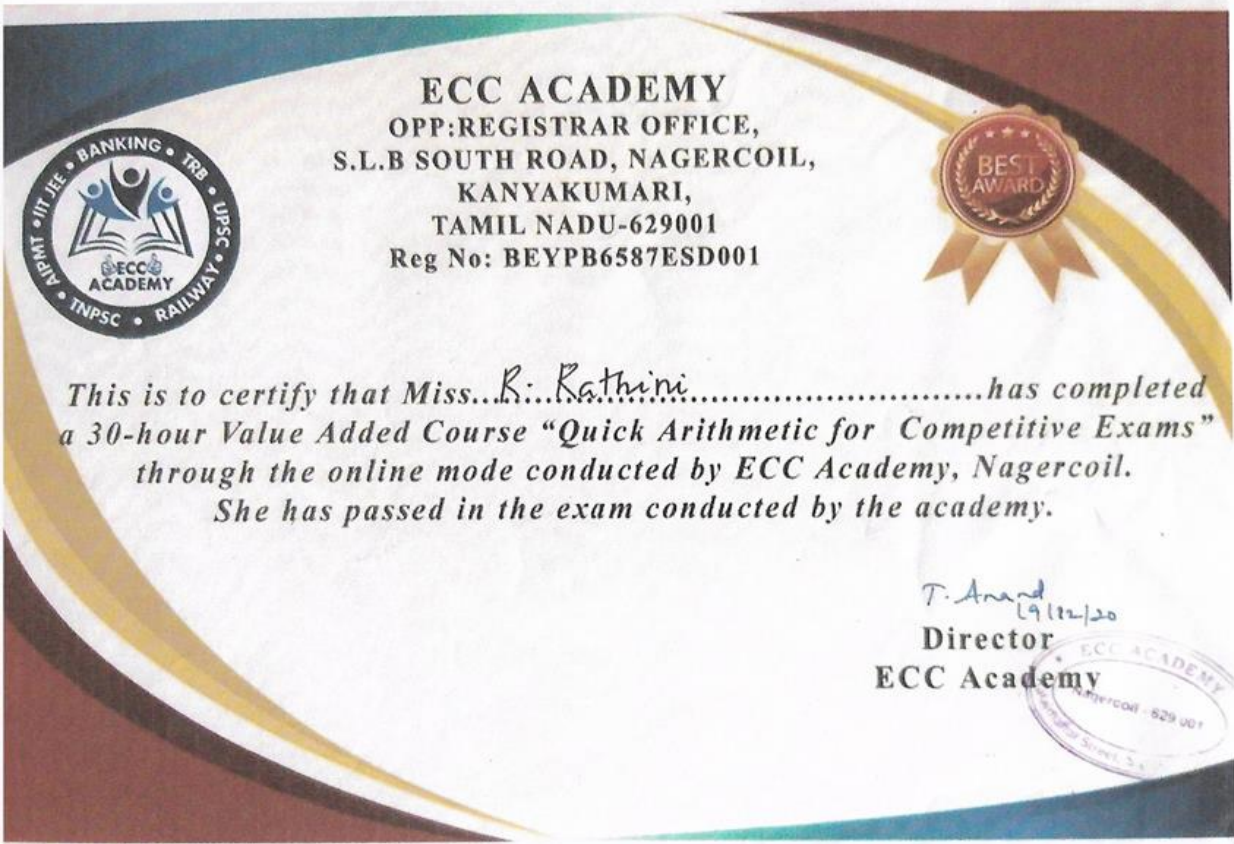 ECC ACADEMY
OPP:REGISTRAR OFFICE,
S.L.B SOUTH ROAD, NAGERCOIL,
KANYAKUMARI,
TAMIL NADU-629001
Reg No: BEYPB6587ESD001
AIPMT • IIT JEE • BANKING • TRB • UPSC • RAILWAY • TNPSC •
ECC
ACADEMY
BEST
AWARD
This is to certify that Miss...R. Rathini....................................has completed
a 30-hour Value Added Course “Quick Arithmetic for Competitive Exams”
through the online mode conducted by ECC Academy, Nagercoil.
She has passed in the exam conducted by the academy.
T. Anand
19/12/20
Director
ECC Academy
ECC ACADEMY
Nagercoil - 629 001
Street, S